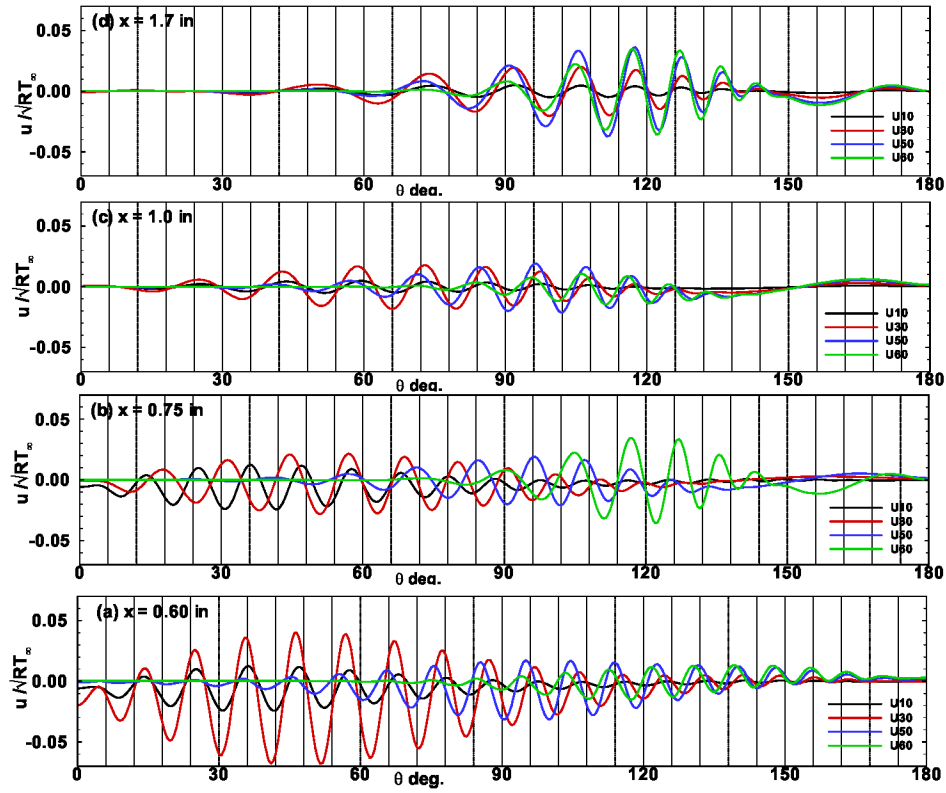 (d) x = 1.7 in
0.05
0.00
-0.05
u /√RT∞
U10
U30
U50
U60
0 30 60 90 120 150 180
θ deg.
(c) x = 1.0 in
0.05
0.00
-0.05
u /√RT∞
U10
U30
U50
U60
0 30 60 90 120 150 180
θ deg.
(b) x = 0.75 in
0.05
0.00
-0.05
u /√RT∞
U10
U30
U50
U60
0 30 60 90 120 150 180
θ deg.
(a) x = 0.60 in
0.05
0.00
-0.05
u /√RT∞
U10
U30
U50
U60
0 30 60 90 120 150 180
θ deg.